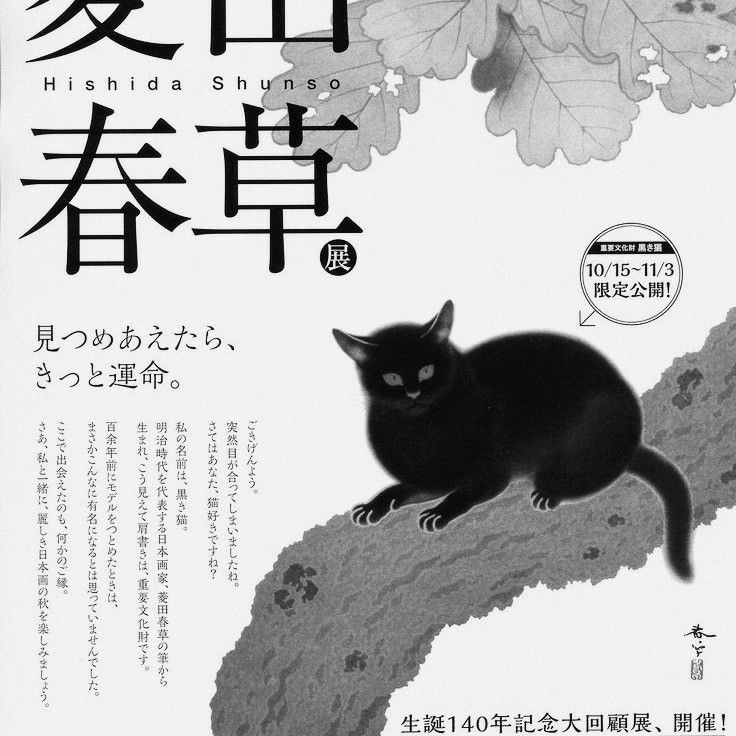 菱田
Hishida Shunso
春草
展
重要文化財 黒き猫
10/15~11/3
限定公開!
見つめあえたら、
きっと運命。
ごきげんよう。
突然目が合ってしまいましたね。
さてはあなた、猫好きですね?
私の名前は、黒き猫。
明治時代を代表する日本画家、菱田春草の筆から
生まれ、こう見えて肩書きは、重要文化財です。
百余年前にモデルをつとめたときは、
まさかこんなに有名になるとは思っていませんでした。
ここで出会えたのも、何かのご縁。
さあ、私と一緒に、麗しき日本画の秋を楽しみましょう。
春草
生誕140年記念大回顧展、開催!